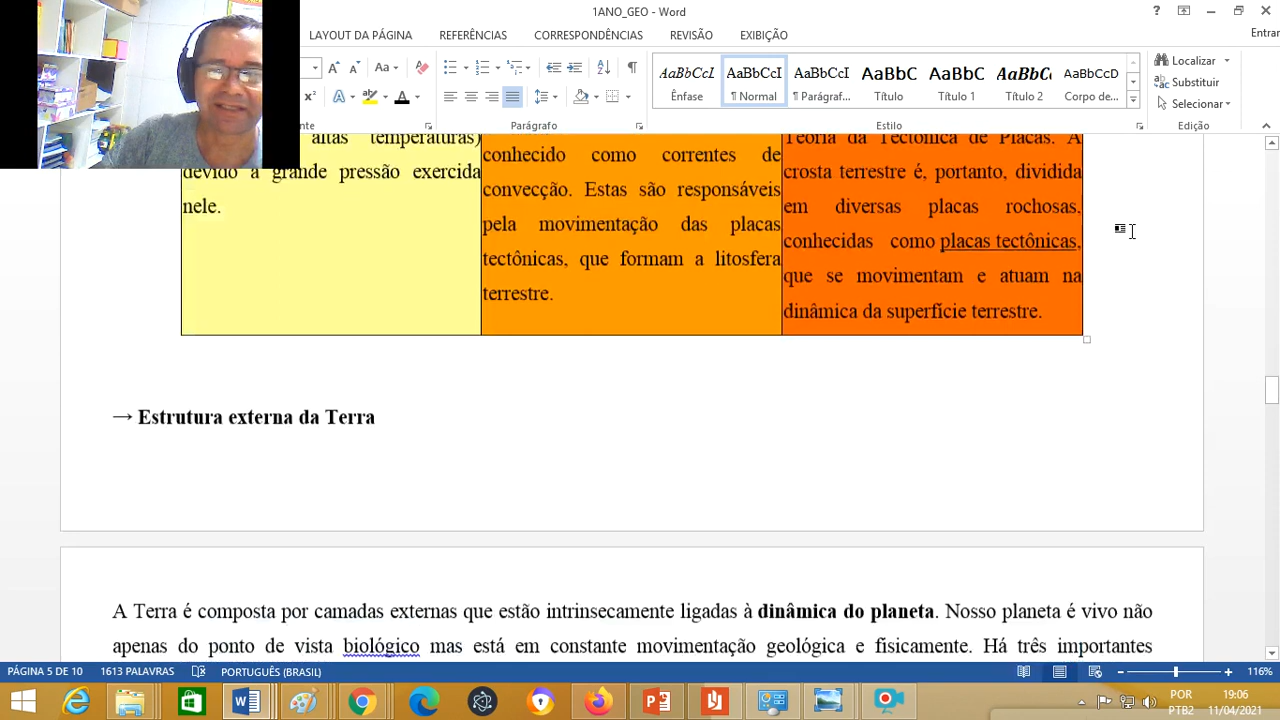 1ANO_GEO - Word
Entrar
LAYOUT DA PÁGINA REFERÊNCIAS CORRESPONDÊNCIAS REVISÃO EXIBIÇÃO
Aa
AaBbCcI AaBbCcI AaBbCcI AaBbC AaBbC AaBbC AaBbCcD
Ênfase ¶ Normal ¶ Parágraf... Título Título 1 Título 2 Corpo de...
Localizar
Substituir
Selecionar
Parágrafo Estilo Edição
altas temperaturas)
devido a grande pressão exercida
nele.
conhecido como correntes de
convecção. Estas são responsáveis
pela movimentação das placas
tectônicas, que formam a litosfera
terrestre.
Teoria da Tectônica de Placas. A
crosta terrestre é, portanto, dividida
em diversas placas rochosas,
conhecidas como placas tectônicas,
que se movimentam e atuam na
dinâmica da superfície terrestre.
→ Estrutura externa da Terra
A Terra é composta por camadas externas que estão intrinsecamente ligadas à dinâmica do planeta. Nosso planeta é vivo não
apenas do ponto de vista biológico mas está em constante movimentação geológica e fisicamente. Há três importantes
PÁGINA 5 DE 10 1613 PALAVRAS PORTUGUÊS (BRASIL) 116%
POR 19:06
PTB2 11/04/2021